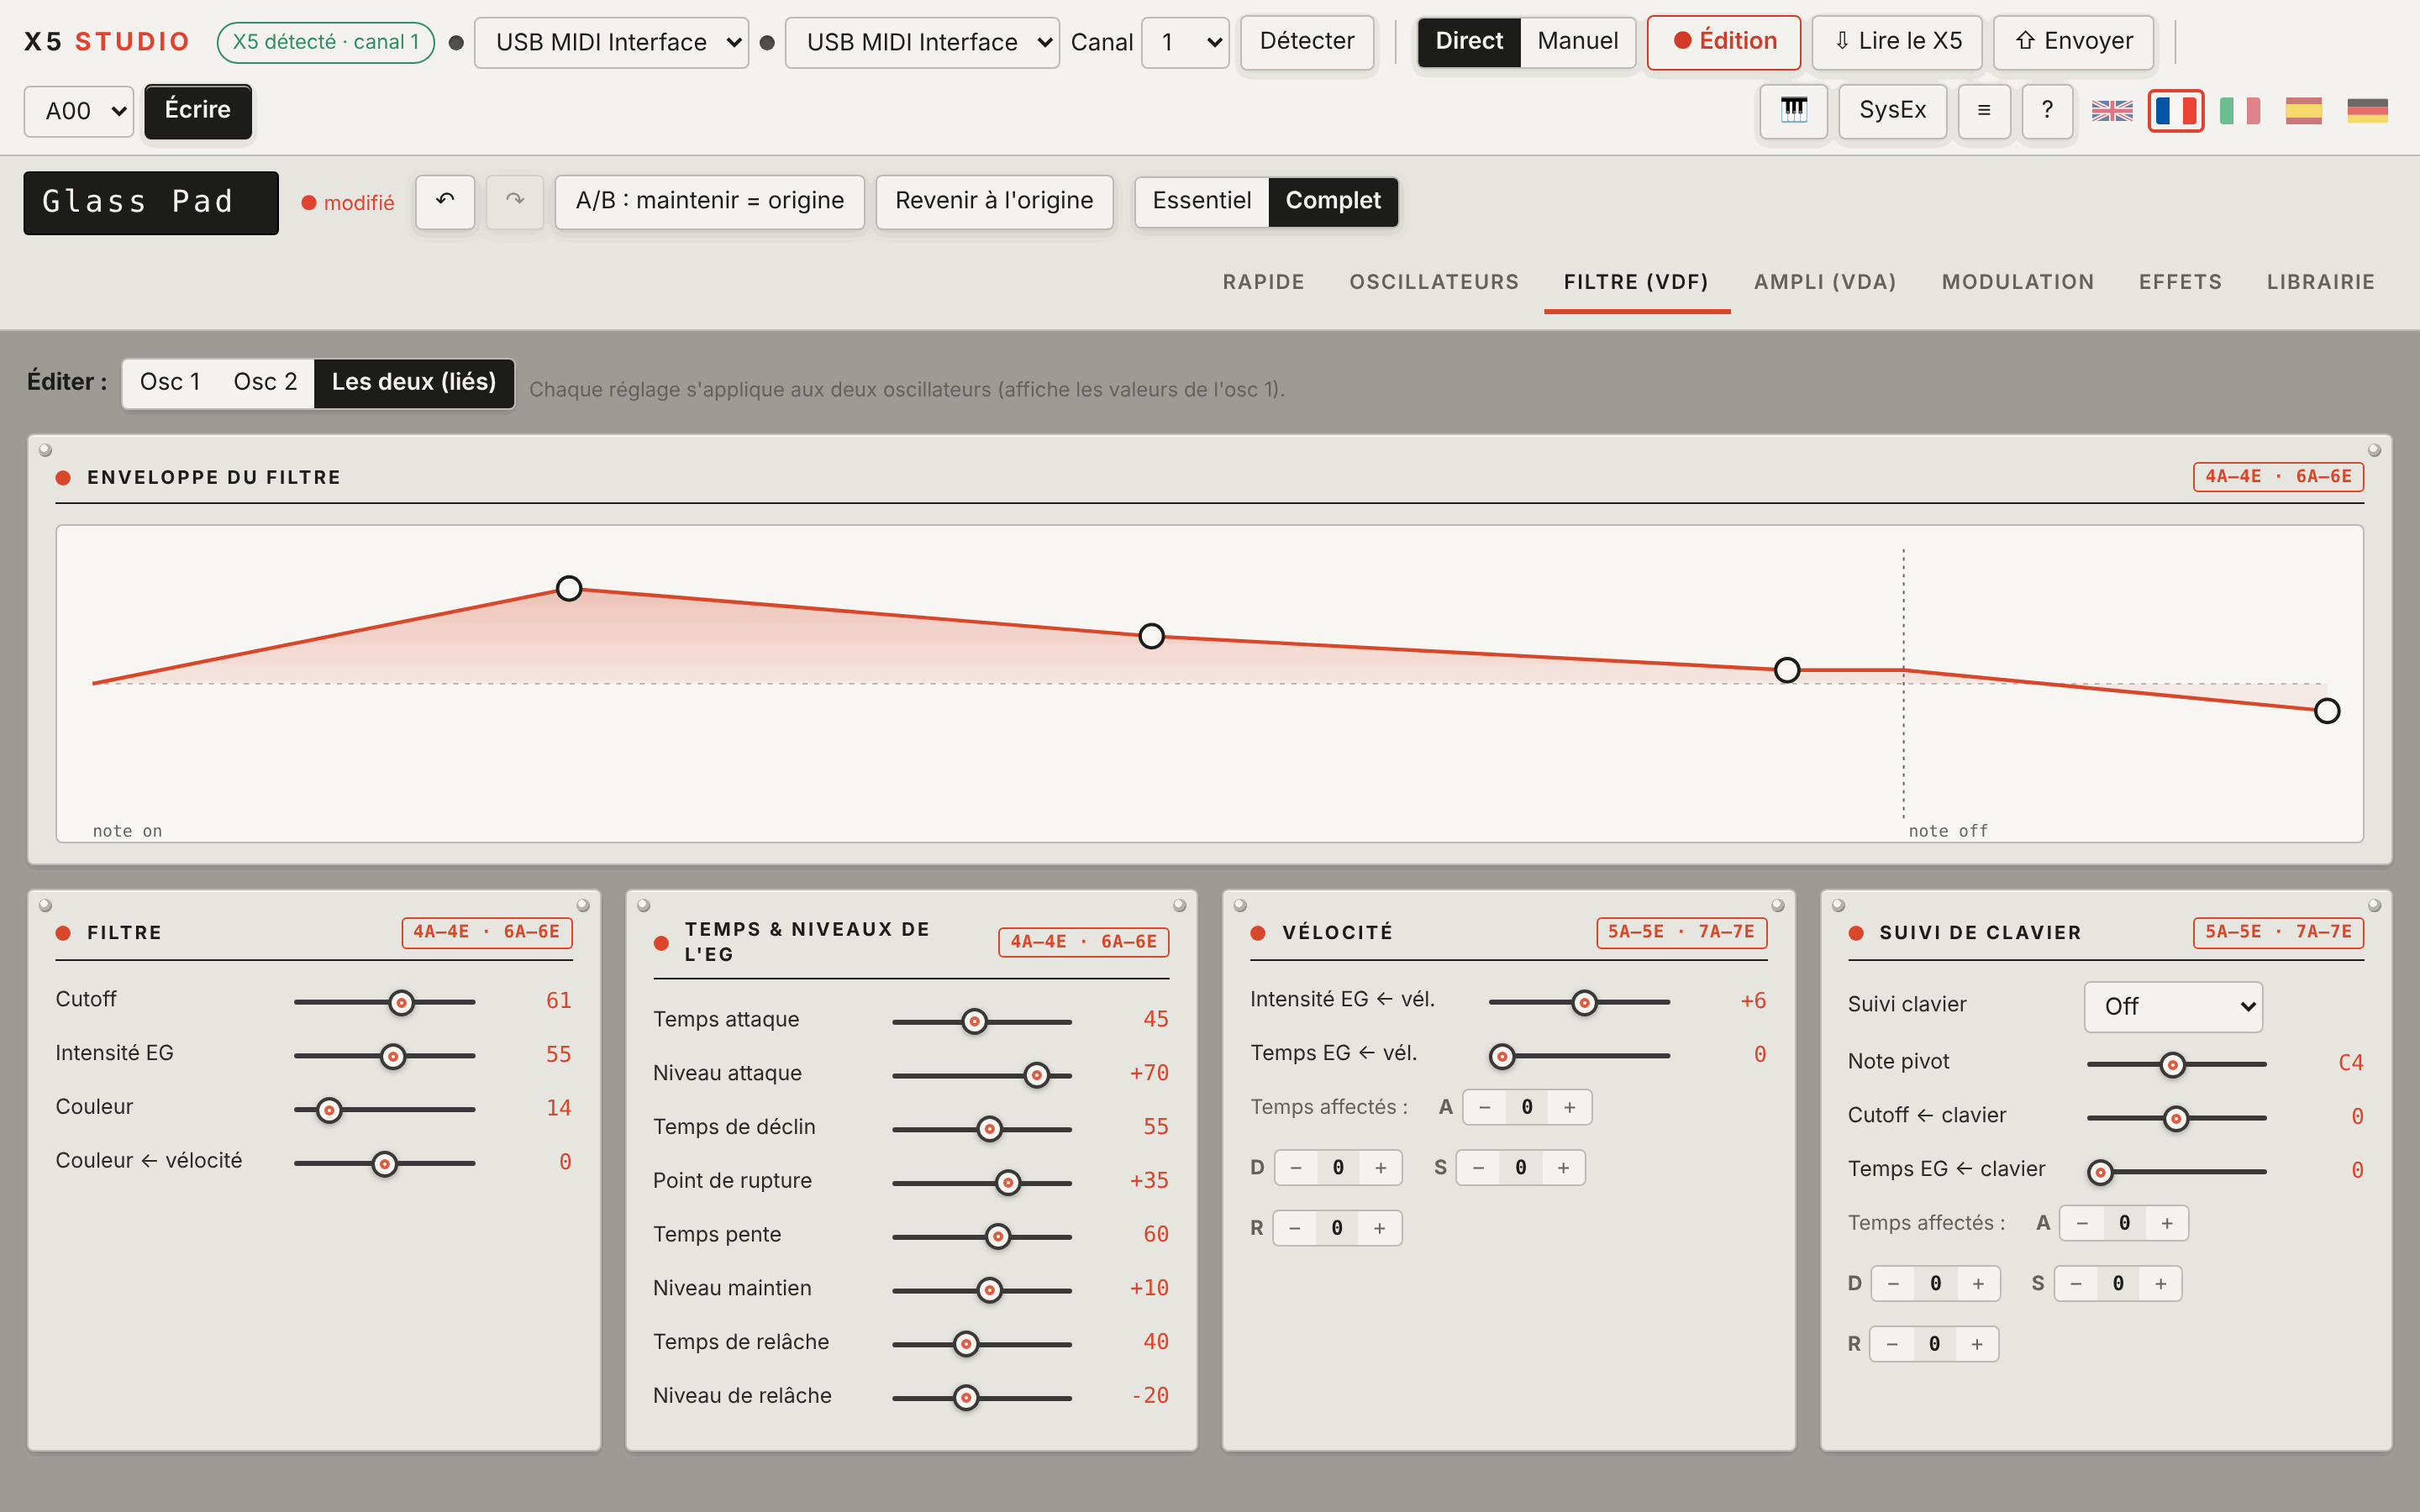 X5 STUDIO X5 détecté · canal 1 USB MIDI Interface USB MIDI Interface Canal 1 Détecter Direct Manuel Édition ⇩ Lire le X5 ⇧ Envoyer
A00 Écrire SysEx ≡ ?
Glass Pad modifié ↶ ↷ A/B : maintenir = origine Revenir à l'origine Essentiel Complet
RAPIDE OSCILLATEURS FILTRE (VDF) AMPLI (VDA) MODULATION EFFETS LIBRAIRIE
Éditer : Osc 1 Osc 2 Les deux (liés) Chaque réglage s'applique aux deux oscillateurs (affiche les valeurs de l'osc 1).
ENVELOPPE DU FILTRE 4A–4E · 6A–6E
note on note off
FILTRE 4A–4E · 6A–6E
Cutoff 61
Intensité EG 55
Couleur 14
Couleur ← vélocité 0
TEMPS & NIVEAUX DE
L'EG 4A–4E · 6A–6E
Temps attaque 45
Niveau attaque +70
Temps de déclin 55
Point de rupture +35
Temps pente 60
Niveau maintien +10
Temps de relâche 40
Niveau de relâche -20
VÉLOCITÉ 5A–5E · 7A–7E
Intensité EG ← vél. +6
Temps EG ← vél. 0
Temps affectés : A − 0 +
D − 0 + S − 0 +
R − 0 +
SUIVI DE CLAVIER 5A–5E · 7A–7E
Suivi clavier Off
Note pivot C4
Cutoff ← clavier 0
Temps EG ← clavier 0
Temps affectés : A − 0 +
D − 0 + S − 0 +
R − 0 +